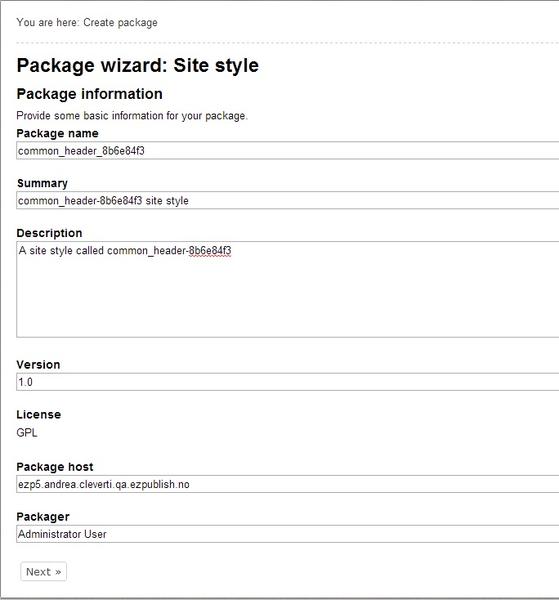 You are here: Create package
Package wizard: Site style
Package information
Provide some basic information for your package.
Package name
common_header_8b6e84f3
Summary
common_header-8b6e84f3 site style
Description
A site style called common_header-8b6e84f3
Version
1.0
License
GPL
Package host
ezp5.andrea.cleverti.qa.ezpublish.no
Packager
Administrator User
Next »